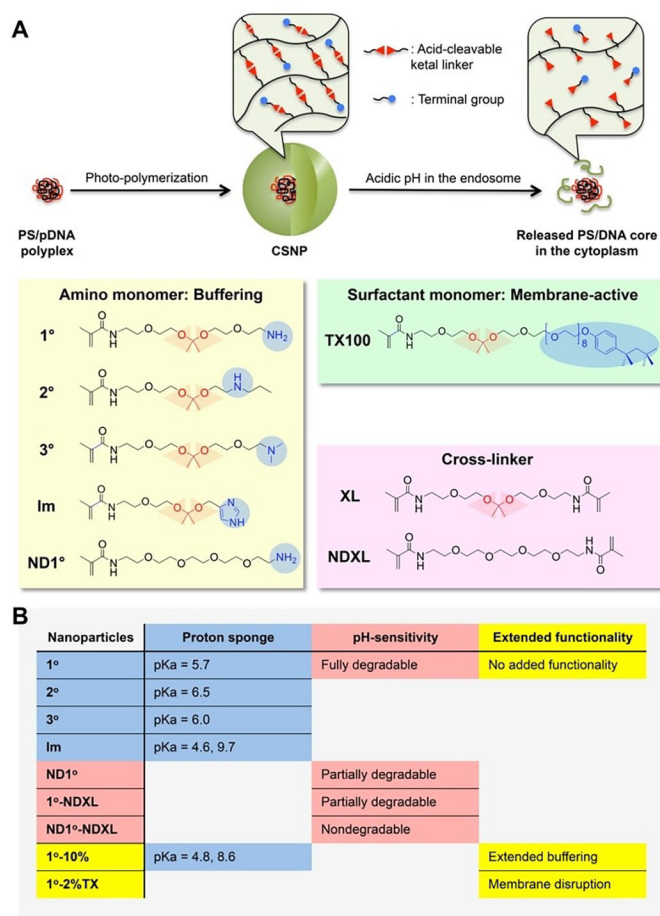 A
: Acid-cleavable
ketal linker
: Terminal group
Photo-polymerization
Acidic pH in the endosome
PS/pDNA
polyplex
CSNP
Released PS/DNA core
in the cytoplasm
Amino monomer: Buffering
1°
O
N
H
O
O
O
O
NH2
2°
O
N
H
O
O
O
H
N
3°
O
N
H
O
O
O
O
N
Im
O
N
H
O
O
O
N
NH
ND1°
O
N
H
O
O
O
O
NH2
Surfactant monomer: Membrane-active
TX100
O
N
H
O
O
O
O
O
8
O
Cross-linker
XL
O
N
H
O
O
O
O
H
N
O
NDXL
O
N
H
O
O
O
O
H
N
O
B
Nanoparticles Proton sponge pH-sensitivity Extended functionality
1° pKa = 5.7 Fully degradable No added functionality
2° pKa = 6.5
3° pKa = 6.0
Im pKa = 4.6, 9.7
ND1° Partially degradable
1°-NDXL Partially degradable
ND1°-NDXL Nondegradable
1°-10% pKa = 4.8, 8.6 Extended buffering
1°-2%TX Membrane disruption